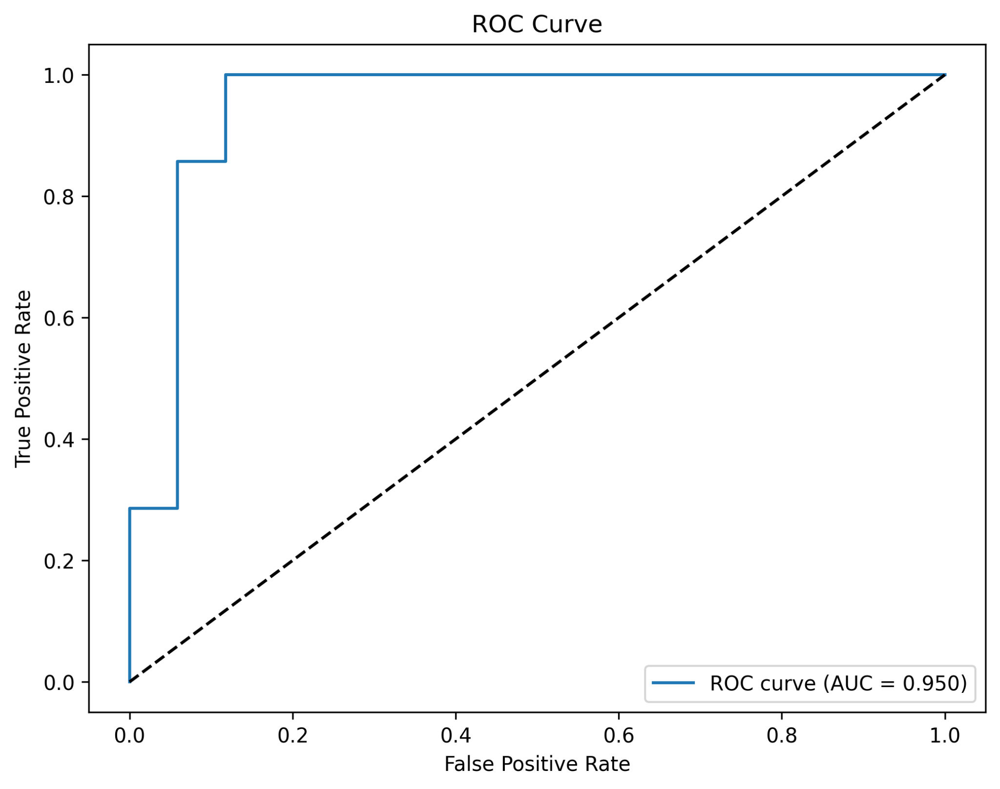 ROC Curve
1.0
0.8
0.6
0.4
0.2
0.0
True Positive Rate
ROC curve (AUC = 0.950)
0.0 0.2 0.4 0.6 0.8 1.0
False Positive Rate